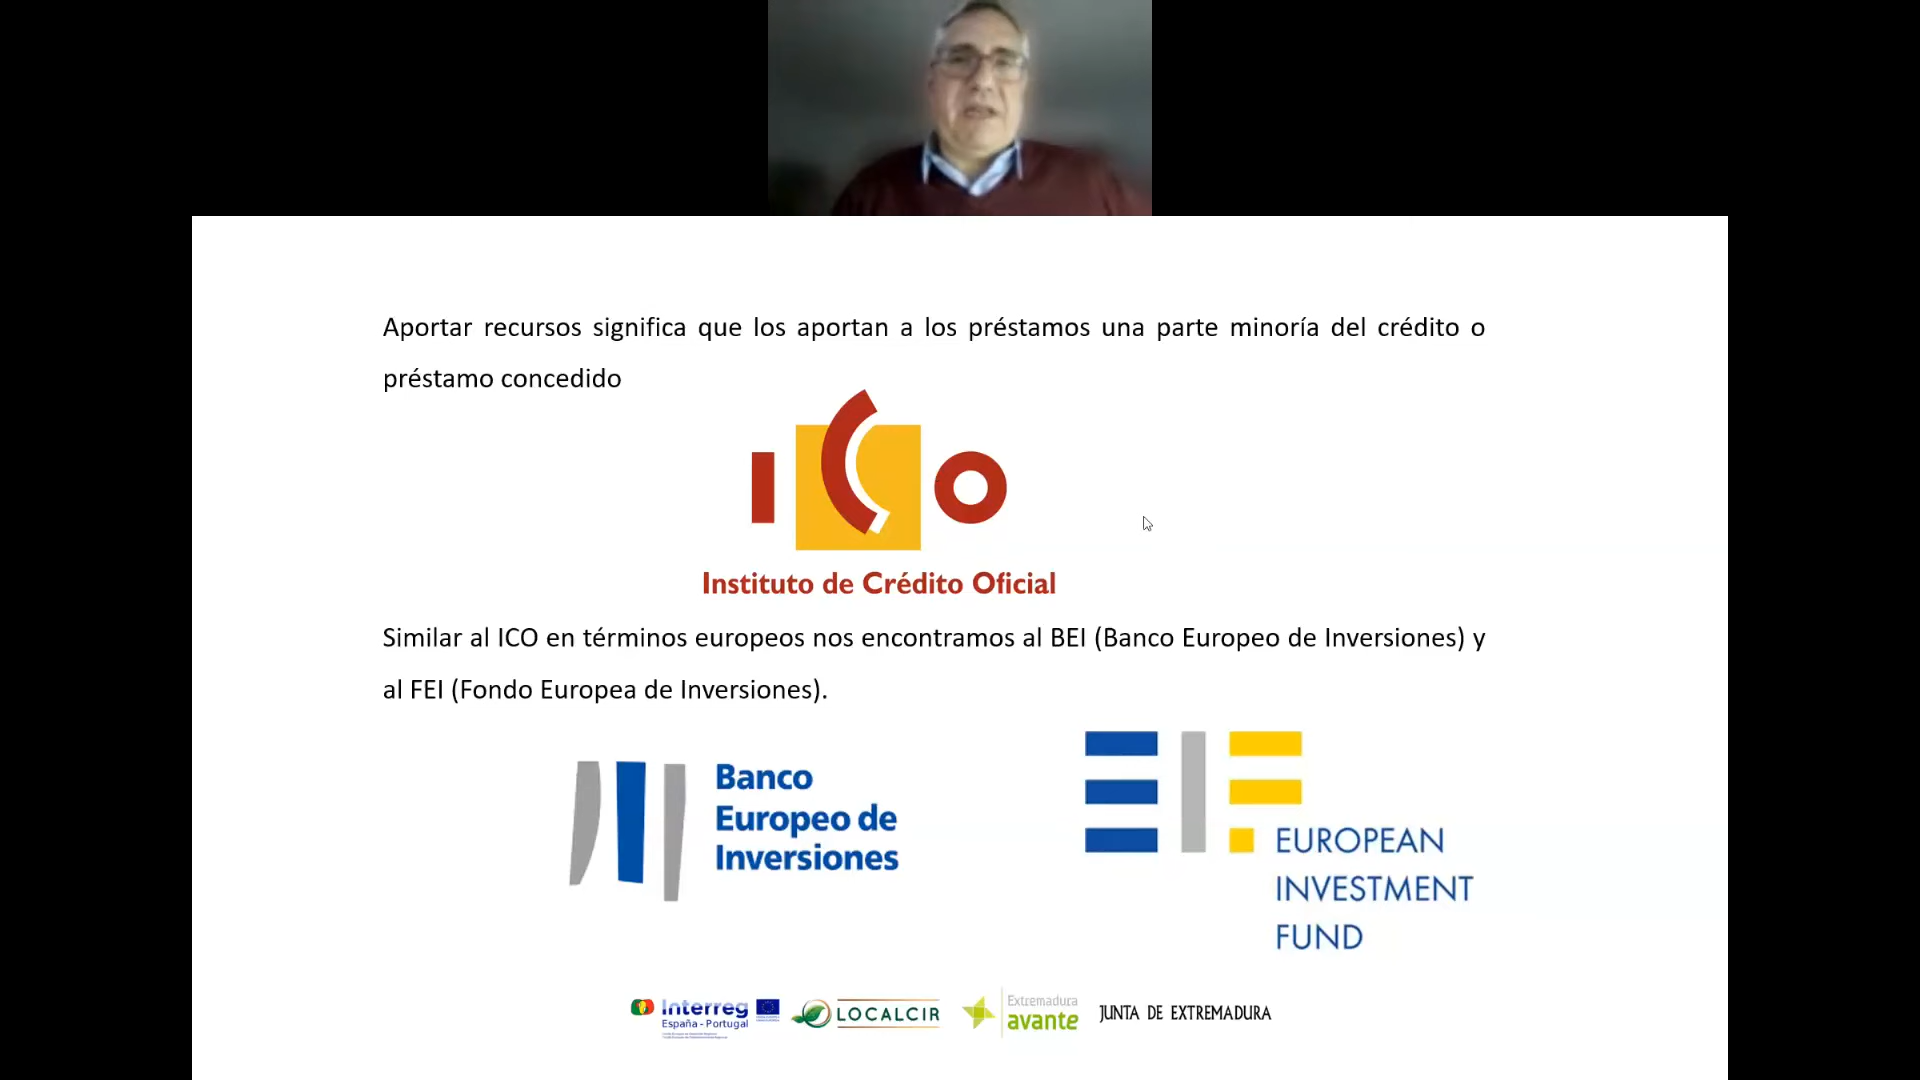 Aportar recursos significa que los aportan a los préstamos una parte minoría del crédito o
préstamo concedido
ICO
Instituto de Crédito Oficial
Similar al ICO en términos europeos nos encontramos al BEI (Banco Europeo de Inversiones) y
al FEI (Fondo Europea de Inversiones).
Banco
Europeo de
Inversiones
EIF
EUROPEAN
INVESTMENT
FUND
Interreg
España - Portugal
LOCALCIR
Extremadura
avante
JUNTA DE EXTREMADURA